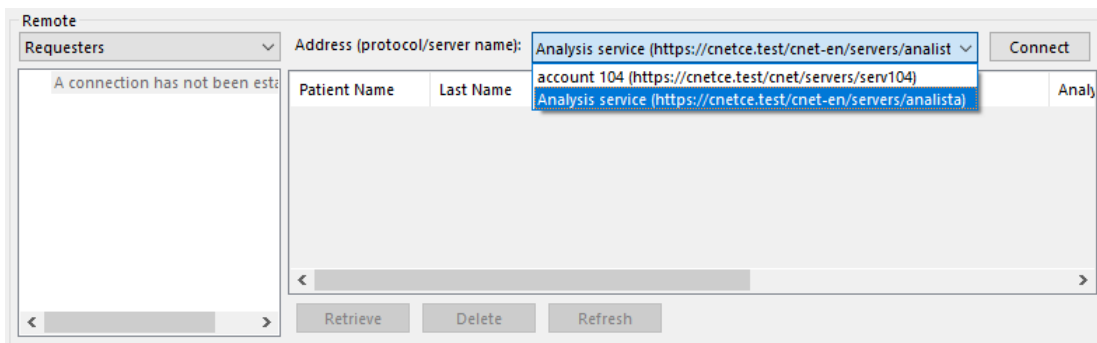 Remote
Requesters
Address (protocol/server name):
Analysis service (https://cnetce.test/cnet-en/servers/analist
Connect
account 104 (https://cnetce.test/cnet/servers/serv104)
Analysis service (https://cnetce.test/cnet-en/servers/analista)
A connection has not been esta
Patient Name
Last Name
Analy
Retrieve
Delete
Refresh